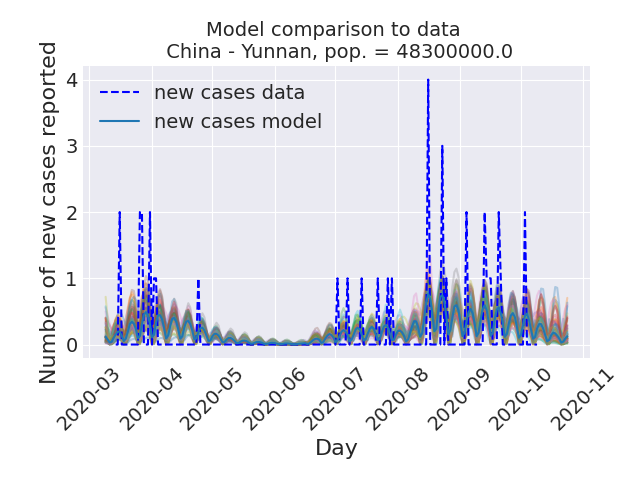 Model comparison to data
China - Yunnan, pop. = 48300000.0
Number of new cases reported
4
3
2
1
0
new cases data
new cases model
2020-03
2020-04
2020-05
2020-06
2020-07
2020-08
2020-09
2020-10
2020-11
Day